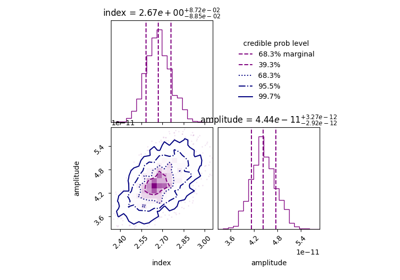 index = 2.67e+00+8.72e−02−8.85e−02
credible prob level
68.3% marginal
39.3%
68.3%
95.5%
99.7%
1e−11
amplitude = 4.44e−11+3.27e−12−2.92e−12
5.4
4.8
4.2
3.6
amplitude
2.40
2.55
2.70
2.85
3.00
index
3.6
4.2
4.8
5.4
1e−11
amplitude